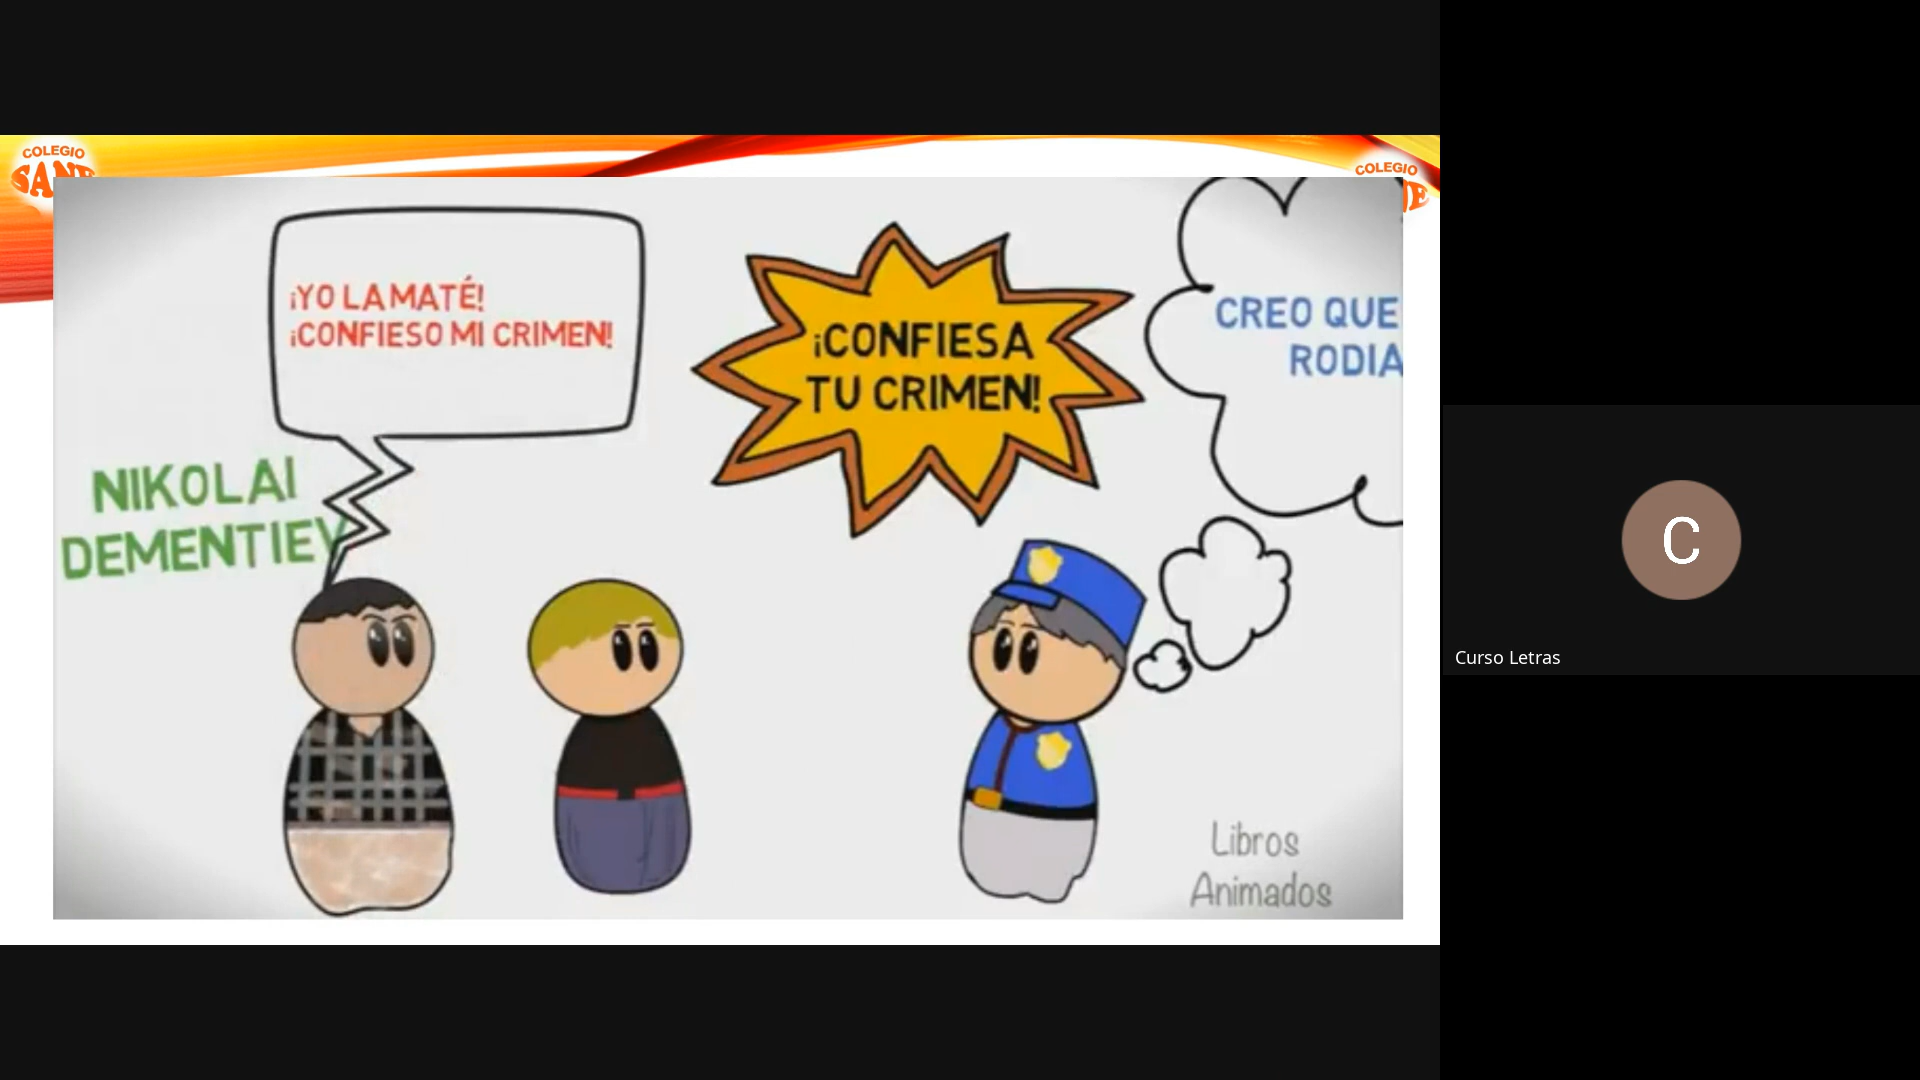 COLEGIO
COLEGIO
¡YO LA MATÉ!
¡CONFIESO MI CRIMEN!
¡CONFIESA
TU CRIMEN!
CREO QUE
RODIA
NIKOLAI
DEMENTIEV
Libros
Animados
C
Curso Letras